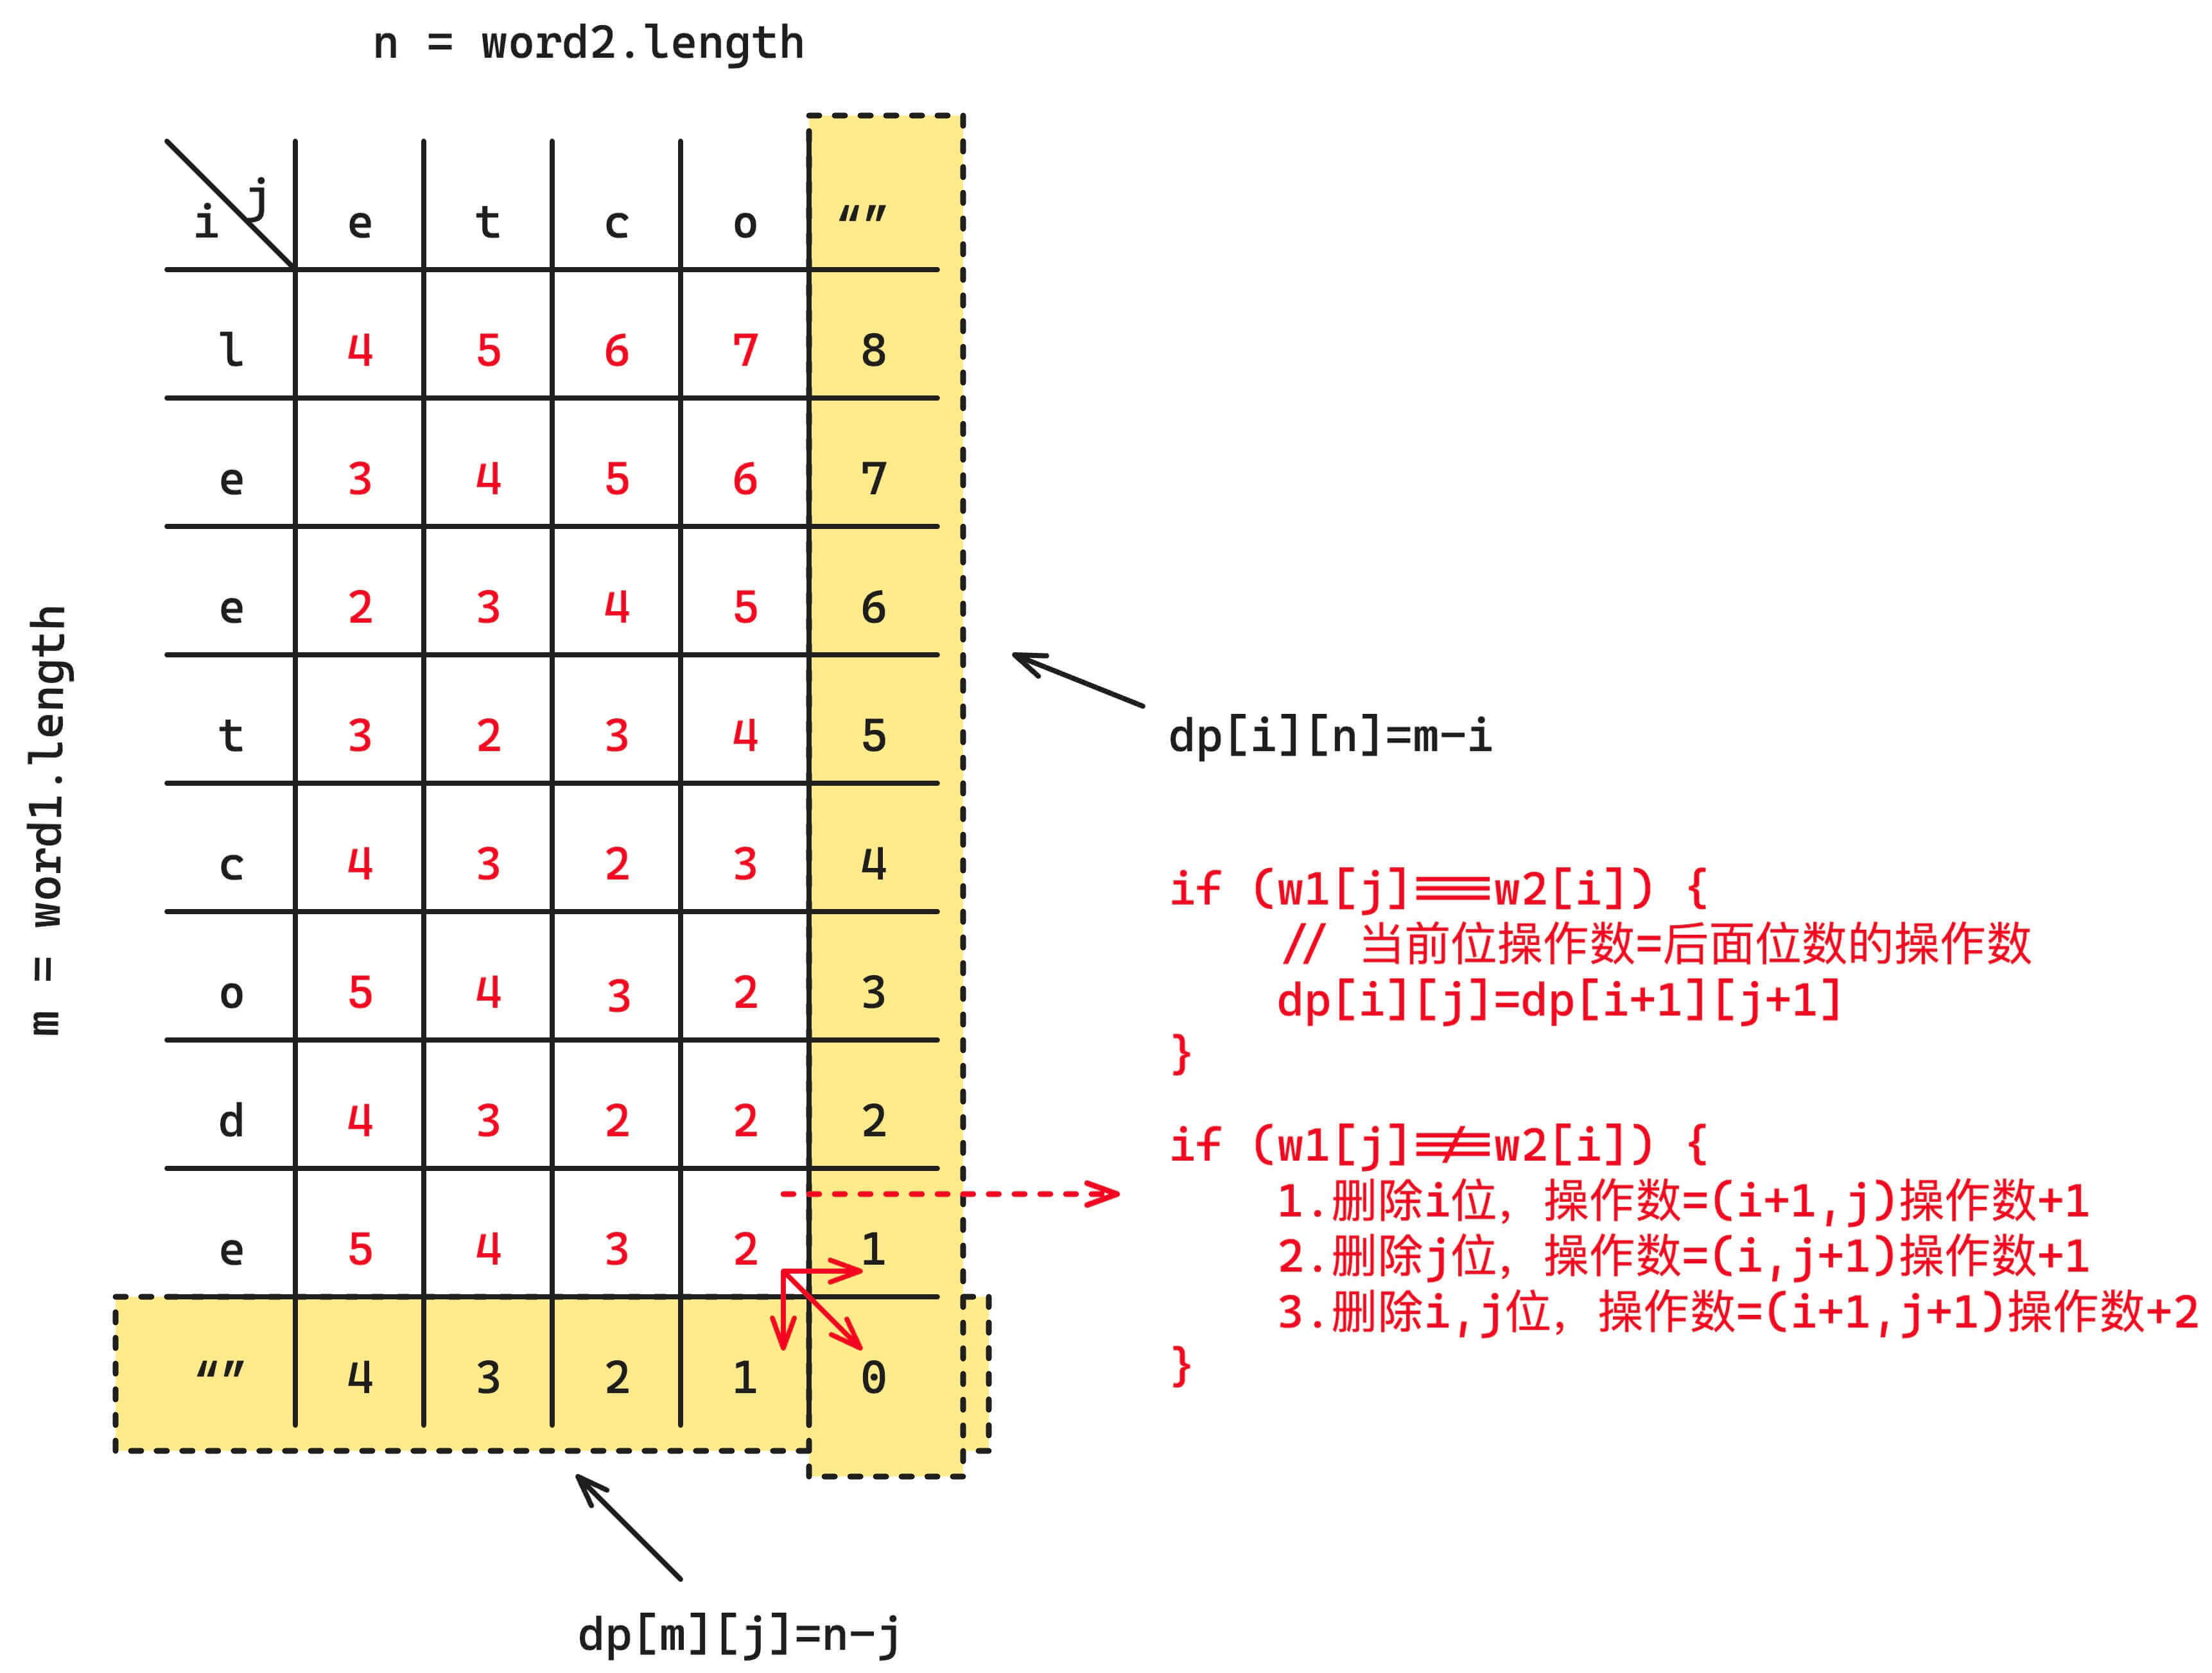 n = word2.length
i j e t c o “”
l 4 5 6 7 8
e 3 4 5 6 7
e 2 3 4 5 6
t 3 2 3 4 5
c 4 3 2 3 4
o 5 4 3 2 3
d 4 3 2 2 2
e 5 4 3 2 1
“” 4 3 2 1 0
m = word1.length
dp[i][n]=m-i
if (w1[j]===w2[i]) {
// 当前位操作数=后面位数的操作数
dp[i][j]=dp[i+1][j+1]
}
if (w1[j]!==w2[i]) {
1.删除i位，操作数=(i+1,j)操作数+1
2.删除j位，操作数=(i,j+1)操作数+1
3.删除i,j位，操作数=(i+1,j+1)操作数+2
}
dp[m][j]=n-j